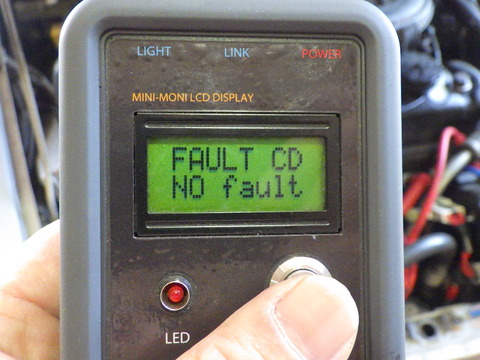 LIGHT LINK POWER
MINI-MONI LCD DISPLAY
FAULT CD
NO fault
LED